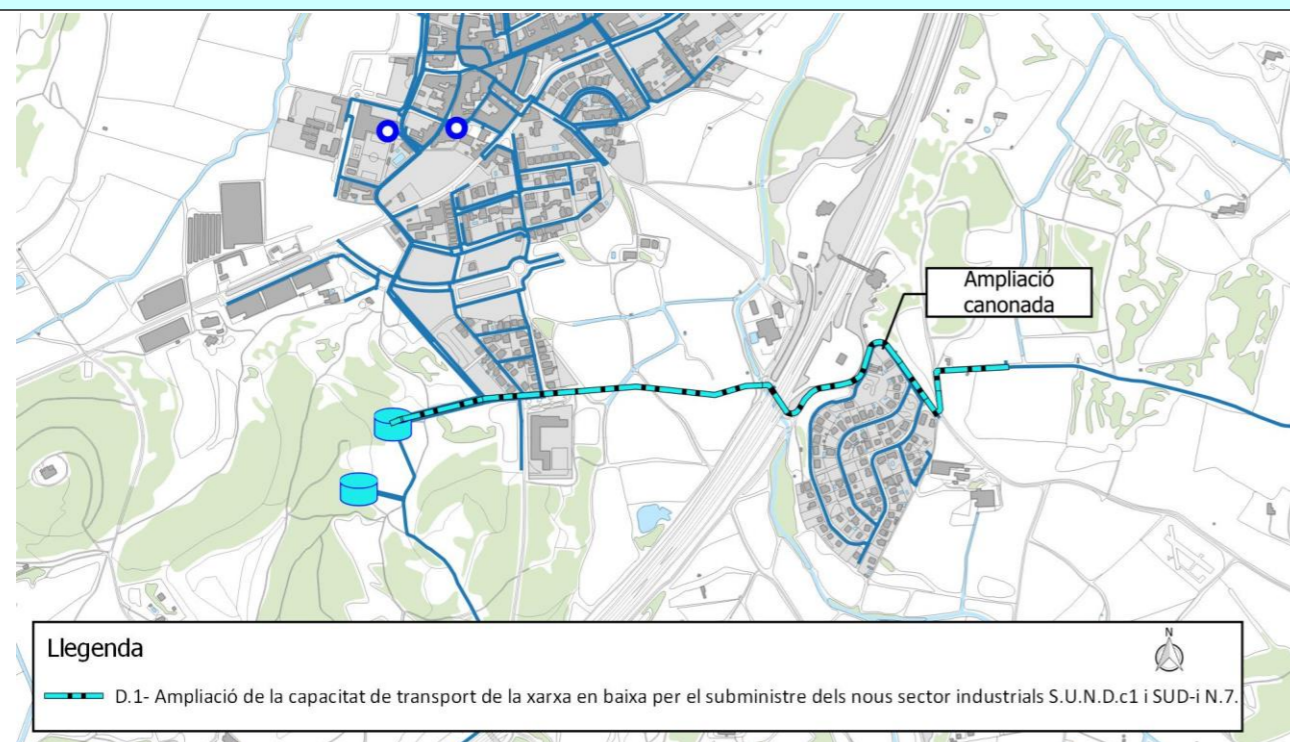 Ampliació
canonada
Llegenda
N
D.1- Ampliació de la capacitat de transport de la xarxa en baixa per el subministre dels nous sector industrials S.U.N.D.c1 i SUD-i N.7.